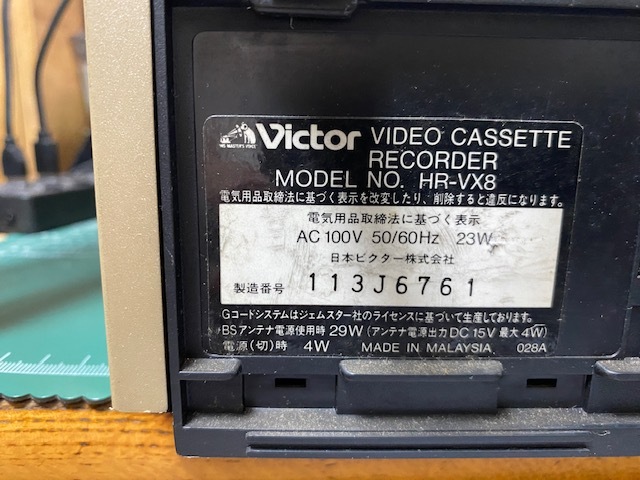 HIS MASTER'S VOICE
Victor VIDEO CASSETTE
RECORDER
MODEL NO. HR-VX8
電気用品取締法に基づく表示を改変したり、削除すると違反になります。
電気用品取締法に基づく表示
AC100V 50/60Hz 23W
日本ビクター株式会社
製造番号 113J6761
Gコードシステムはジェムスター社のライセンスに基づいて生産しております。
BSアンテナ電源使用時 29W (アンテナ電源出力 DC 15V 最大 4W)
電源(切)時 4W MADE IN MALAYSIA 028A